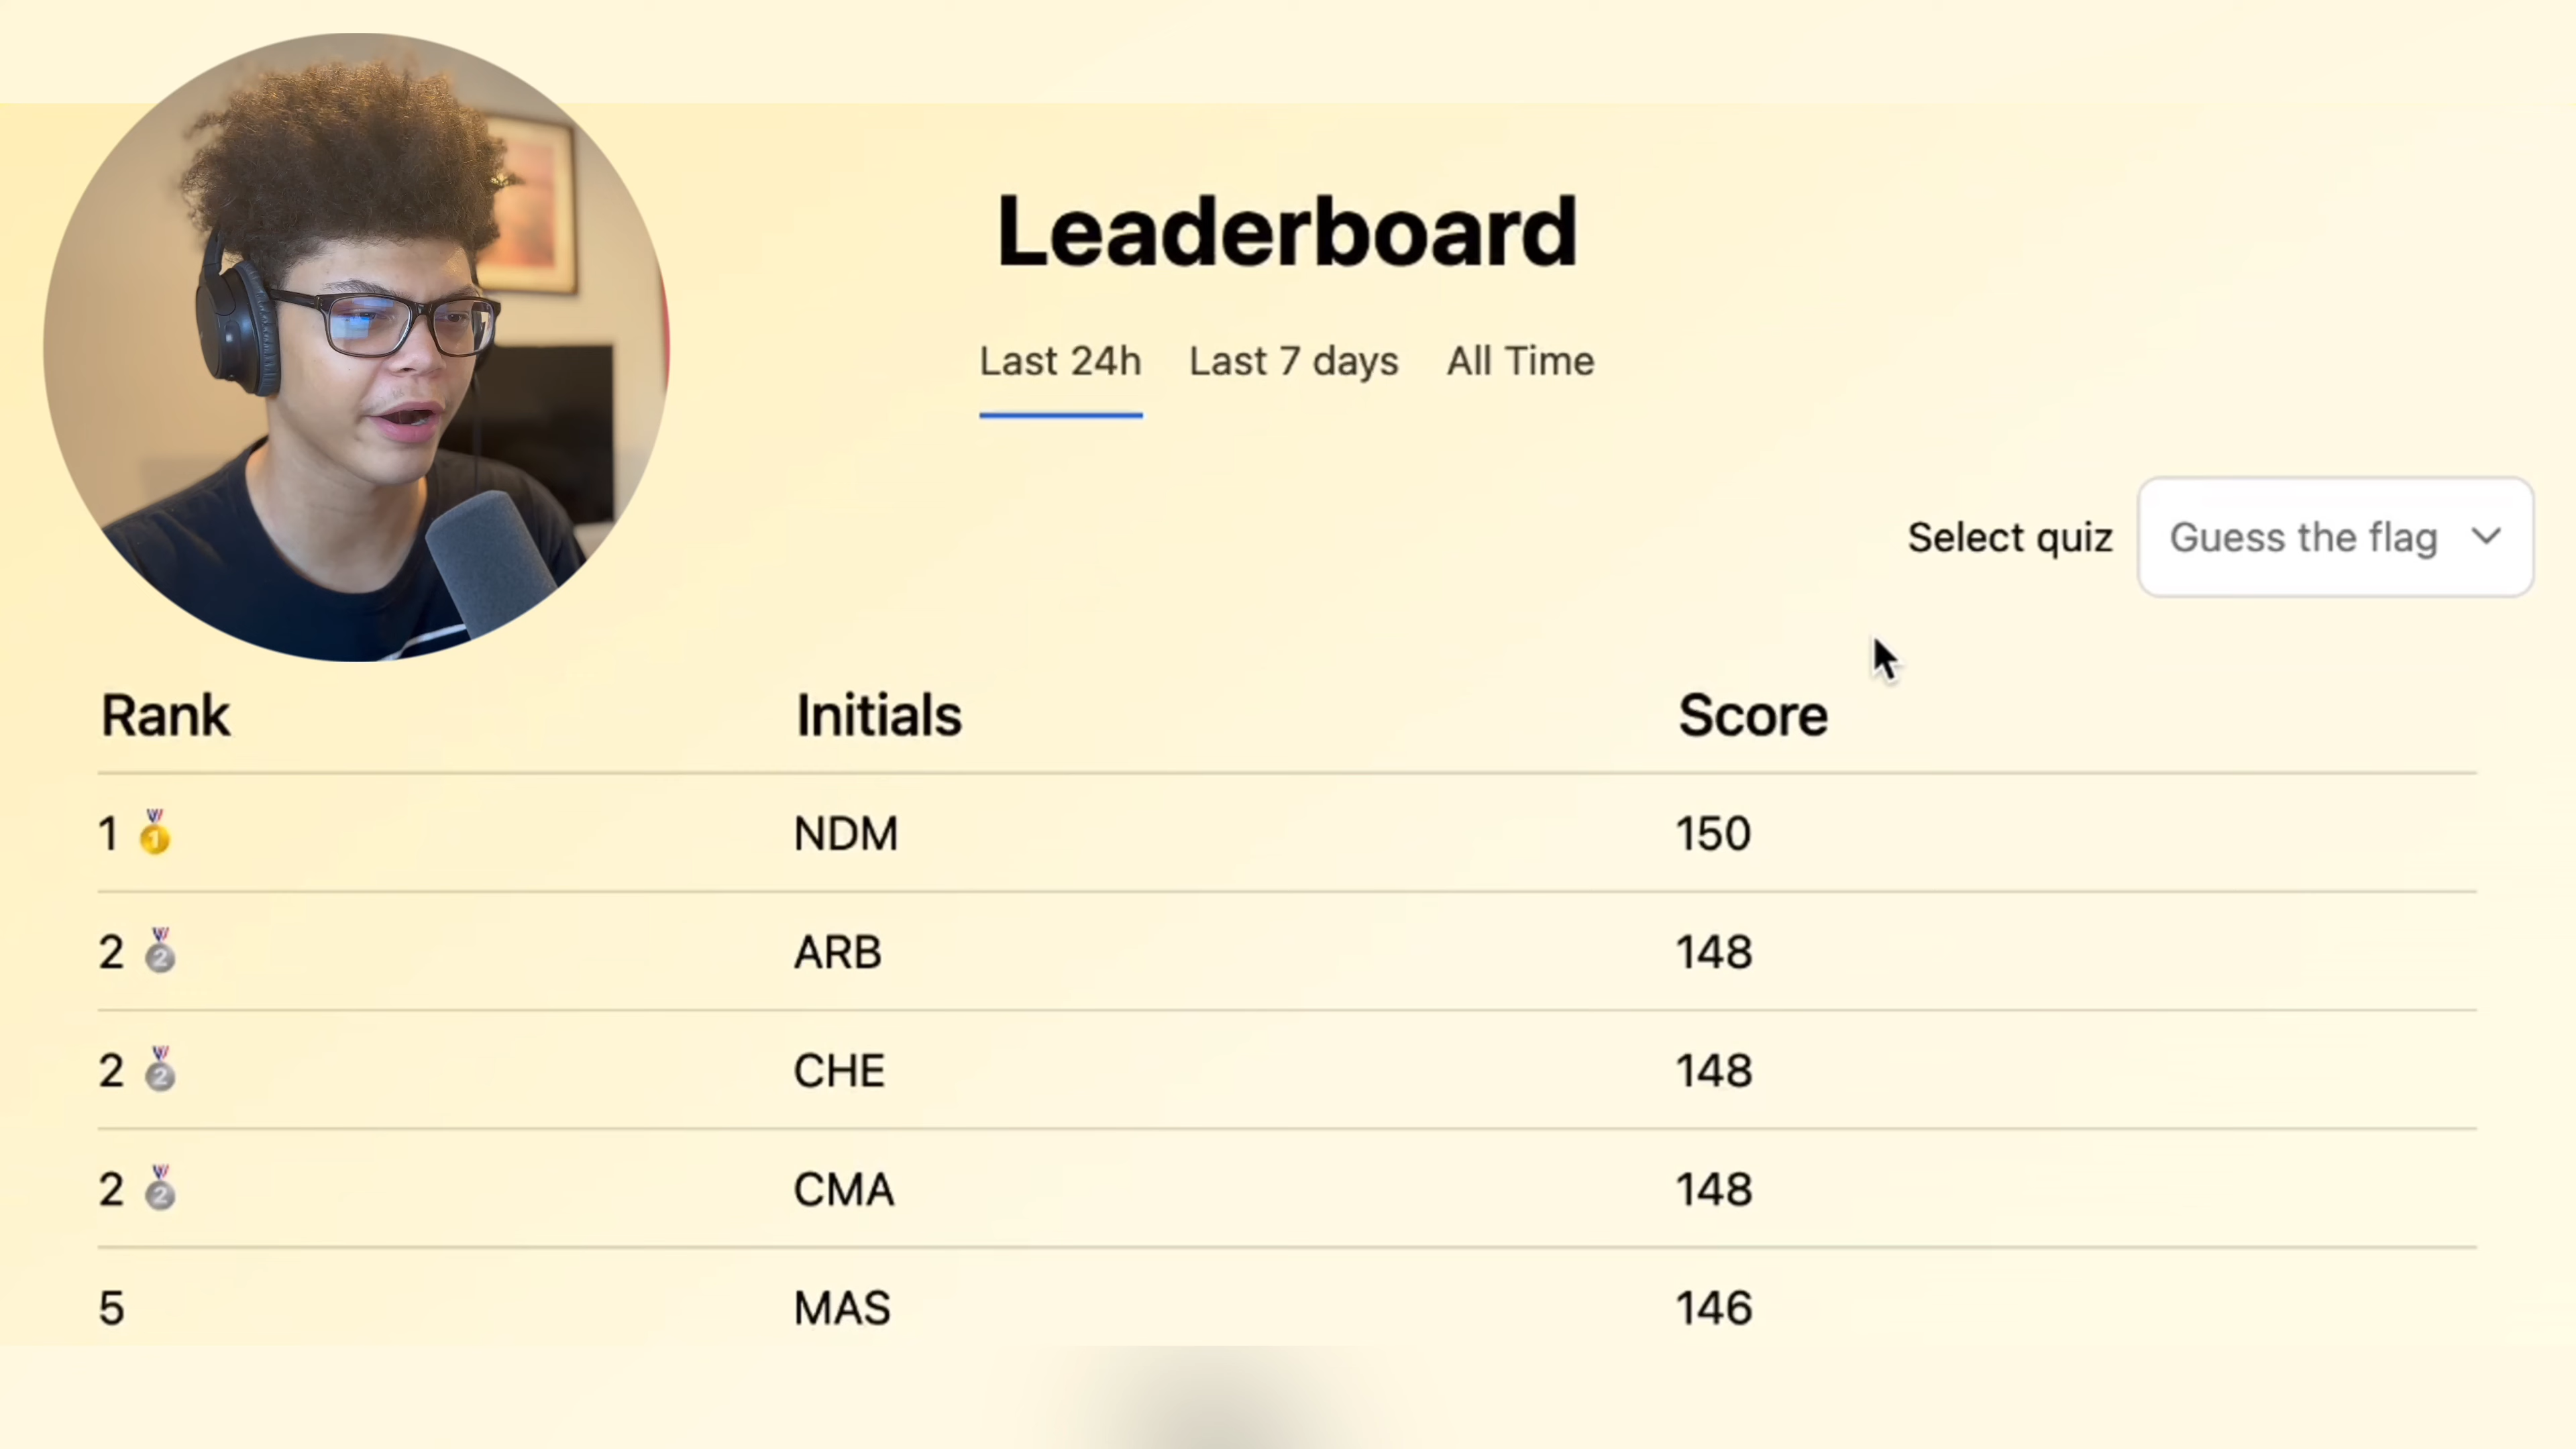 Leaderboard
Last 24h Last 7 days All Time
Select quiz Guess the flag
Rank Initials Score
1 NDM 150
2 ARB 148
2 CHE 148
2 CMA 148
5 MAS 146